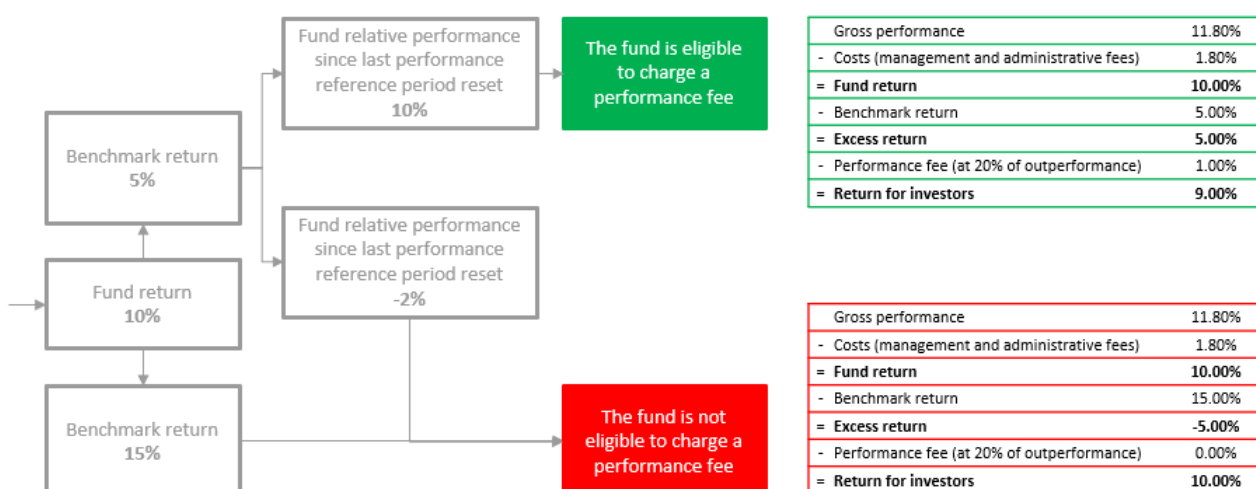 Fund relative performance
since last performance
reference period reset
10%
The fund is eligible
to charge a
performance fee
Benchmark return
5%
Fund relative performance
since last performance
reference period reset
-2%
Fund return
10%
Benchmark return
15%
The fund is not
eligible to charge a
performance fee
Gross performance 11.80%
- Costs (management and administrative fees) 1.80%
= Fund return 10.00%
- Benchmark return 5.00%
= Excess return 5.00%
- Performance fee (at 20% of outperformance) 1.00%
= Return for investors 9.00%
Gross performance 11.80%
- Costs (management and administrative fees) 1.80%
= Fund return 10.00%
- Benchmark return 15.00%
= Excess return -5.00%
- Performance fee (at 20% of outperformance) 0.00%
= Return for investors 10.00%